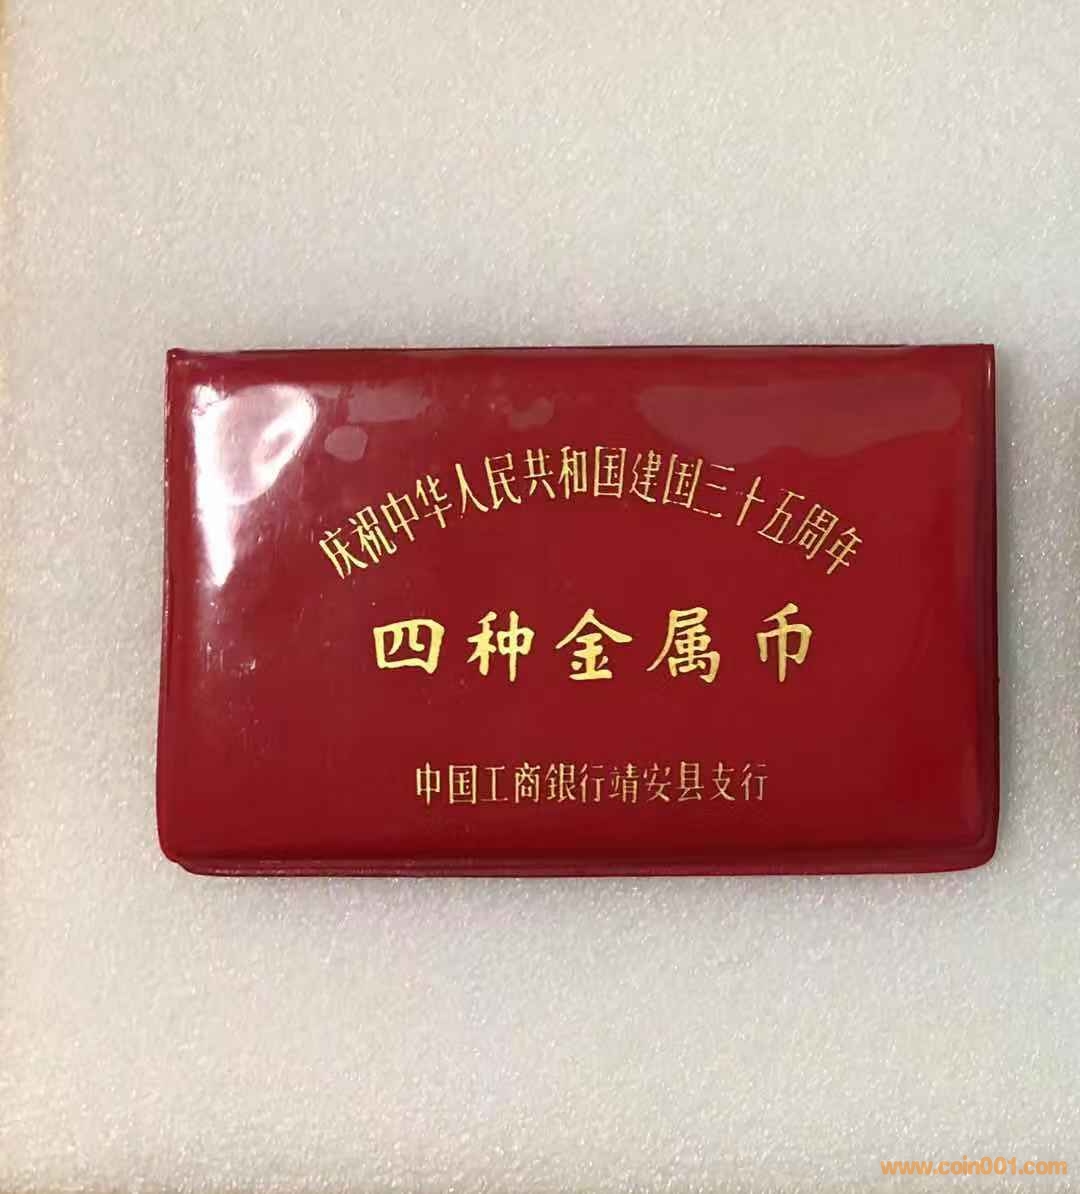 庆祝中华人民共和国建国三十五周年
四种金属币
中国工商銀行靖安县支行
www.coin001.com